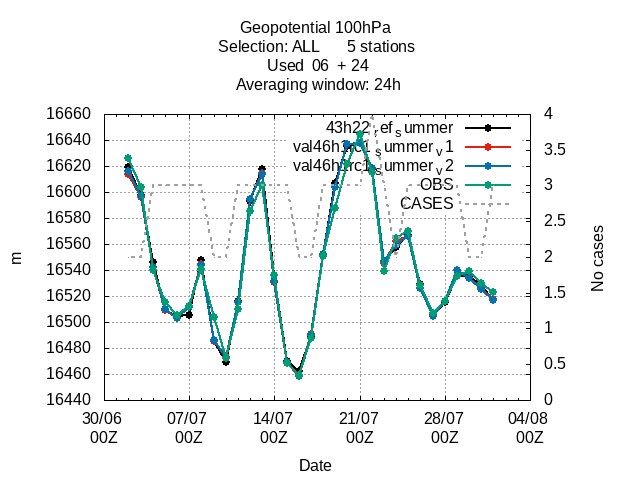 Geopotential 100hPa
Selection: ALL 5 stations
Used 06 + 24
Averaging window: 24h
16660
16640
16620
16600
16580
16560
16540
16520
16500
16480
16460
16440
m
4
3.5
3
2.5
2
1.5
1
0.5
0
No cases
43h22_ref_summer
val46h1rc1_summer_v1
val46h1rc1_summer_v2
OBS
CASES
30/06 07/07 14/07 21/07 28/07 04/08
00Z 00Z 00Z 00Z 00Z 00Z
Date